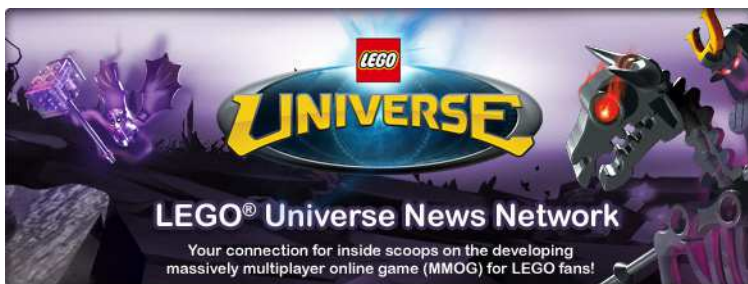 LEGO
UNIVERSE
LEGO® Universe News Network
Your connection for inside scoops on the developing
massively multiplayer online game (MMOG) for LEGO fans!